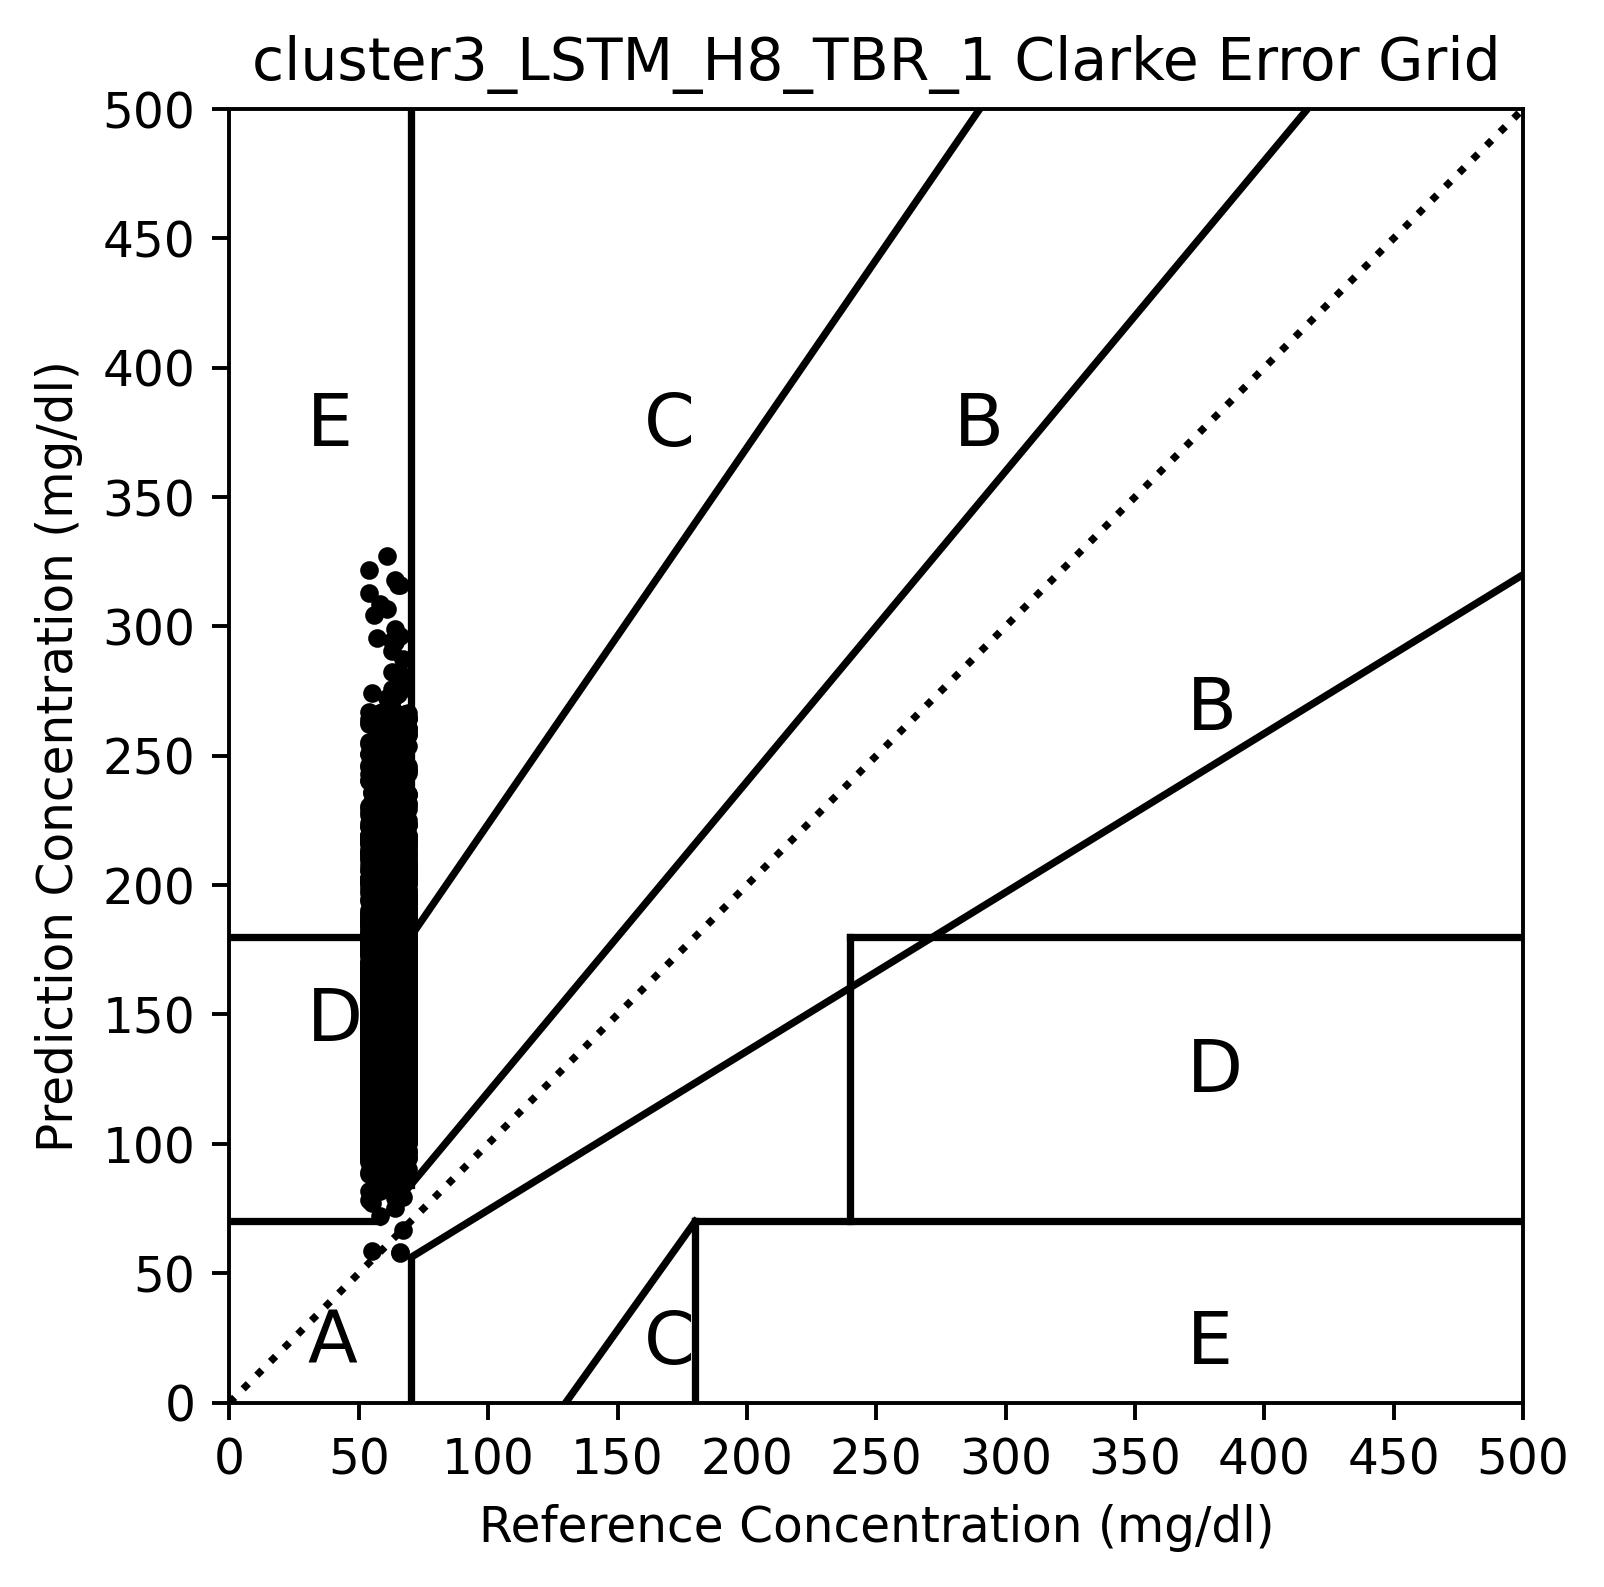 cluster3_LSTM_H8_TBR_1 Clarke Error Grid
Prediction Concentration (mg/dl)
500
450
400
350
300
250
200
150
100
50
0
E
C
B
B
D
D
A
C
E
0 50 100 150 200 250 300 350 400 450 500
Reference Concentration (mg/dl)